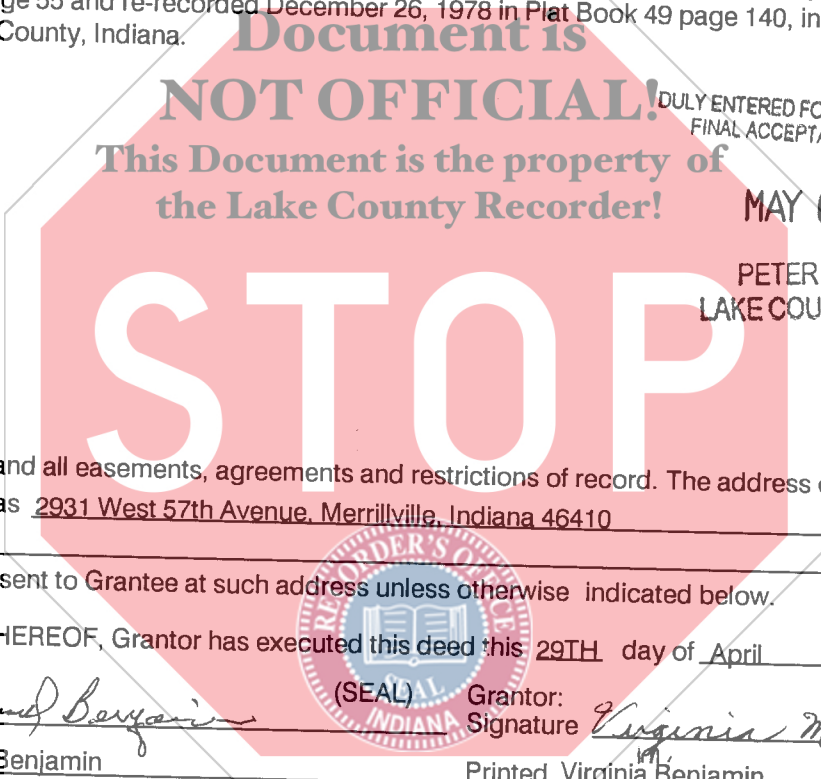 ge 55 and re-recorded December 26, 1978 in Plat Book 49 page 140, in
County, Indiana.
Document is
NOT OFFICIAL!
This Document is the property of
the Lake County Recorder!
DULY ENTERED FO
FINAL ACCEPTA
MAY
PETER
LAKE COU
STOP
and all easements, agreements and restrictions of record. The address
as 2931 West 57th Avenue, Merrillville, Indiana 46410
sent to Grantee at such address unless otherwise indicated below.
HEREOF, Grantor has executed this deed this 29TH day of April
RECORDER'S OFFICE
SEAL
INDIANA
(SEAL) Grantor:
Benjamin Signature Virginia M
Benjamin Printed Virginia M. Benjamin